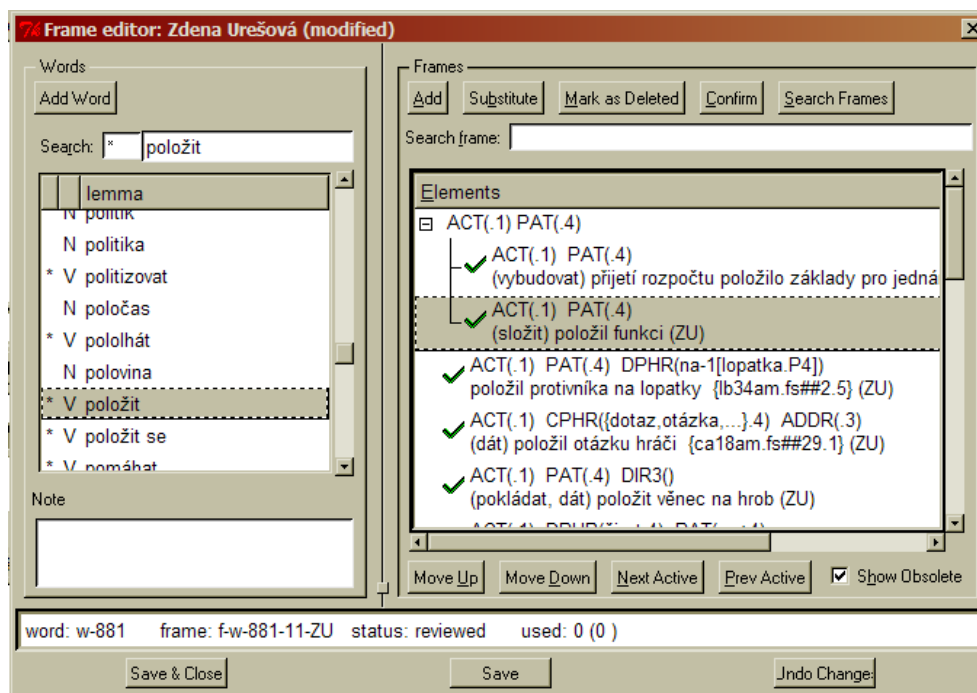 Frame editor: Zdena Urešová (modified)
Words
Add Word
Search: * položit
lemma
N politik
N politika
* V politizovat
N poločas
* V pololhát
N polovina
* V položit
* V položit se
* V pomáhat
Note
Frames
Add Substitute Mark as Deleted Confirm Search Frames
Search frame:
Elements
ACT(.1) PAT(.4)
ACT(.1) PAT(.4)
(vybudovat) přijetí rozpočtu položilo základy pro jedná
ACT(.1) PAT(.4)
(složit) položil funkci (ZU)
ACT(.1) PAT(.4) DPHR(na-1[lopatka.P4])
položil protivníka na lopatky {lb34am.fs##2.5} (ZU)
ACT(.1) CPHR({dotaz,otázka,...}.4) ADDR(.3)
(dát) položil otázku hráči {ca18am.fs##29.1} (ZU)
ACT(.1) PAT(.4) DIR3()
(pokládat, dát) položit věnec na hrob (ZU)
Move Up Move Down Next Active Prev Active Show Obsolete
word: w-881 frame: f-w-881-11-ZU status: reviewed used: 0 (0 )
Save & Close Save Undo Change